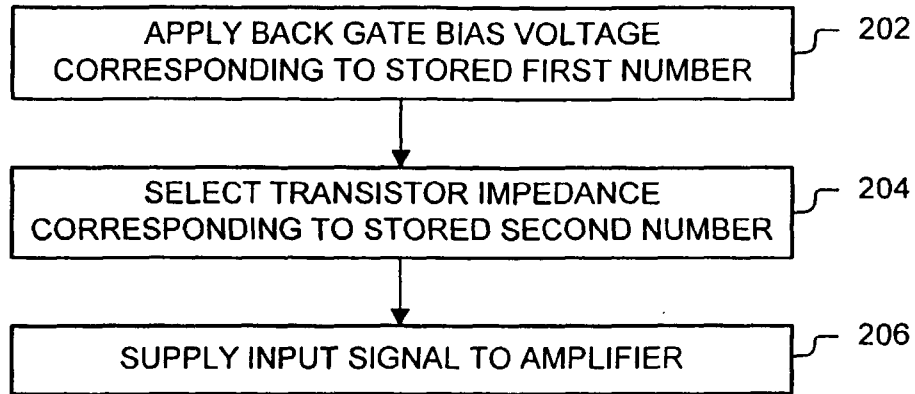 APPLY BACK GATE BIAS VOLTAGE
CORRESPONDING TO STORED FIRST NUMBER
202
SELECT TRANSISTOR IMPEDANCE
CORRESPONDING TO STORED SECOND NUMBER
204
SUPPLY INPUT SIGNAL TO AMPLIFIER
206